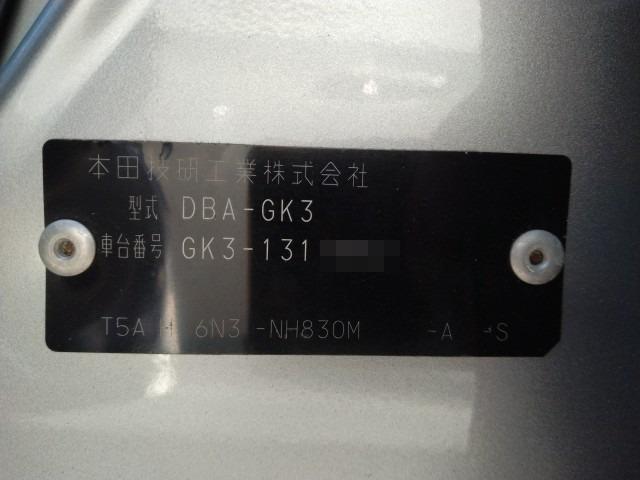 本田技研工業株式会社
型式 DBA-GK3
車台番号 GK3-131
T5A H 6N3 -NH830M -A -S